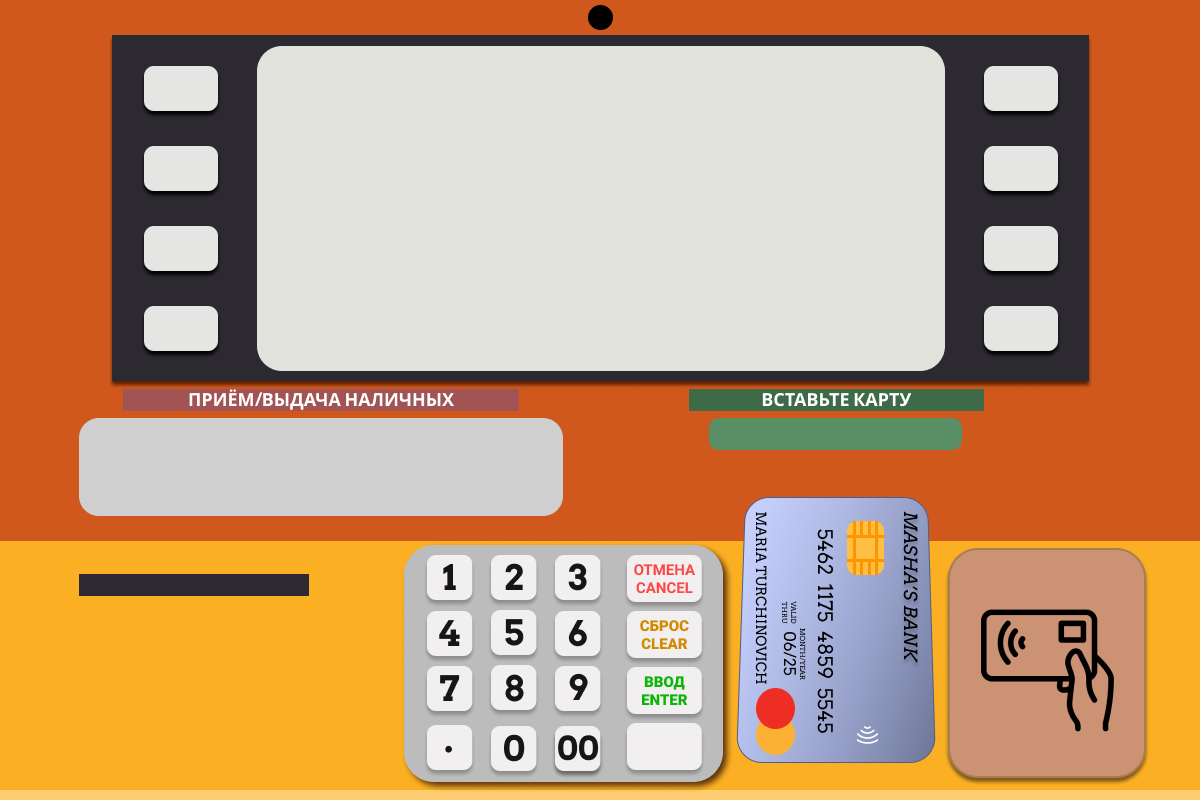 ПРИЁМ/ВЫДАЧА НАЛИЧНЫХ
ВСТАВЬТЕ КАРТУ
1 2 3 ОТМЕНА
CANCEL
4 5 6 СБРОС
CLEAR
7 8 9 ВВОД
ENTER
· 0 00
MASHA'S BANK
5462 1175 4859 5545
MONTH/YEAR
VALID
THRU 06/25
MARIA TURCHINOVICH